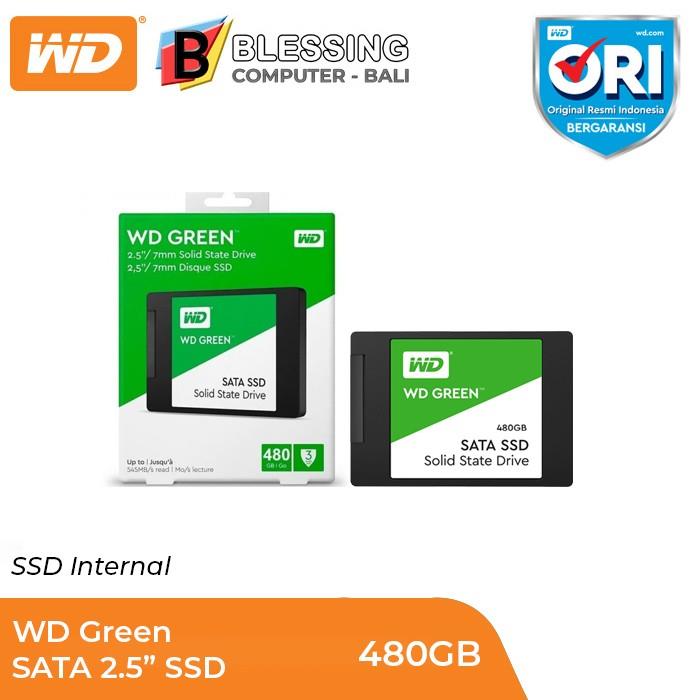 WD
B
BLESSING
COMPUTER - BALI
WD
wd.com
ORI
Original Resmi Indonesia
BERGARANSI
WD GREEN™
WD
2.5"/ 7mm Solid State Drive
2,5"/ 7mm Disque SSD
WD
WD GREEN™
SATA SSD
Solid State Drive
Up to | Jusqu'à
545MB/s read | Mo/s lecture
480
GB | Go
3
WD
WD GREEN™
480GB
SATA SSD
Solid State Drive
SSD Internal
WD Green
SATA 2.5” SSD
480GB